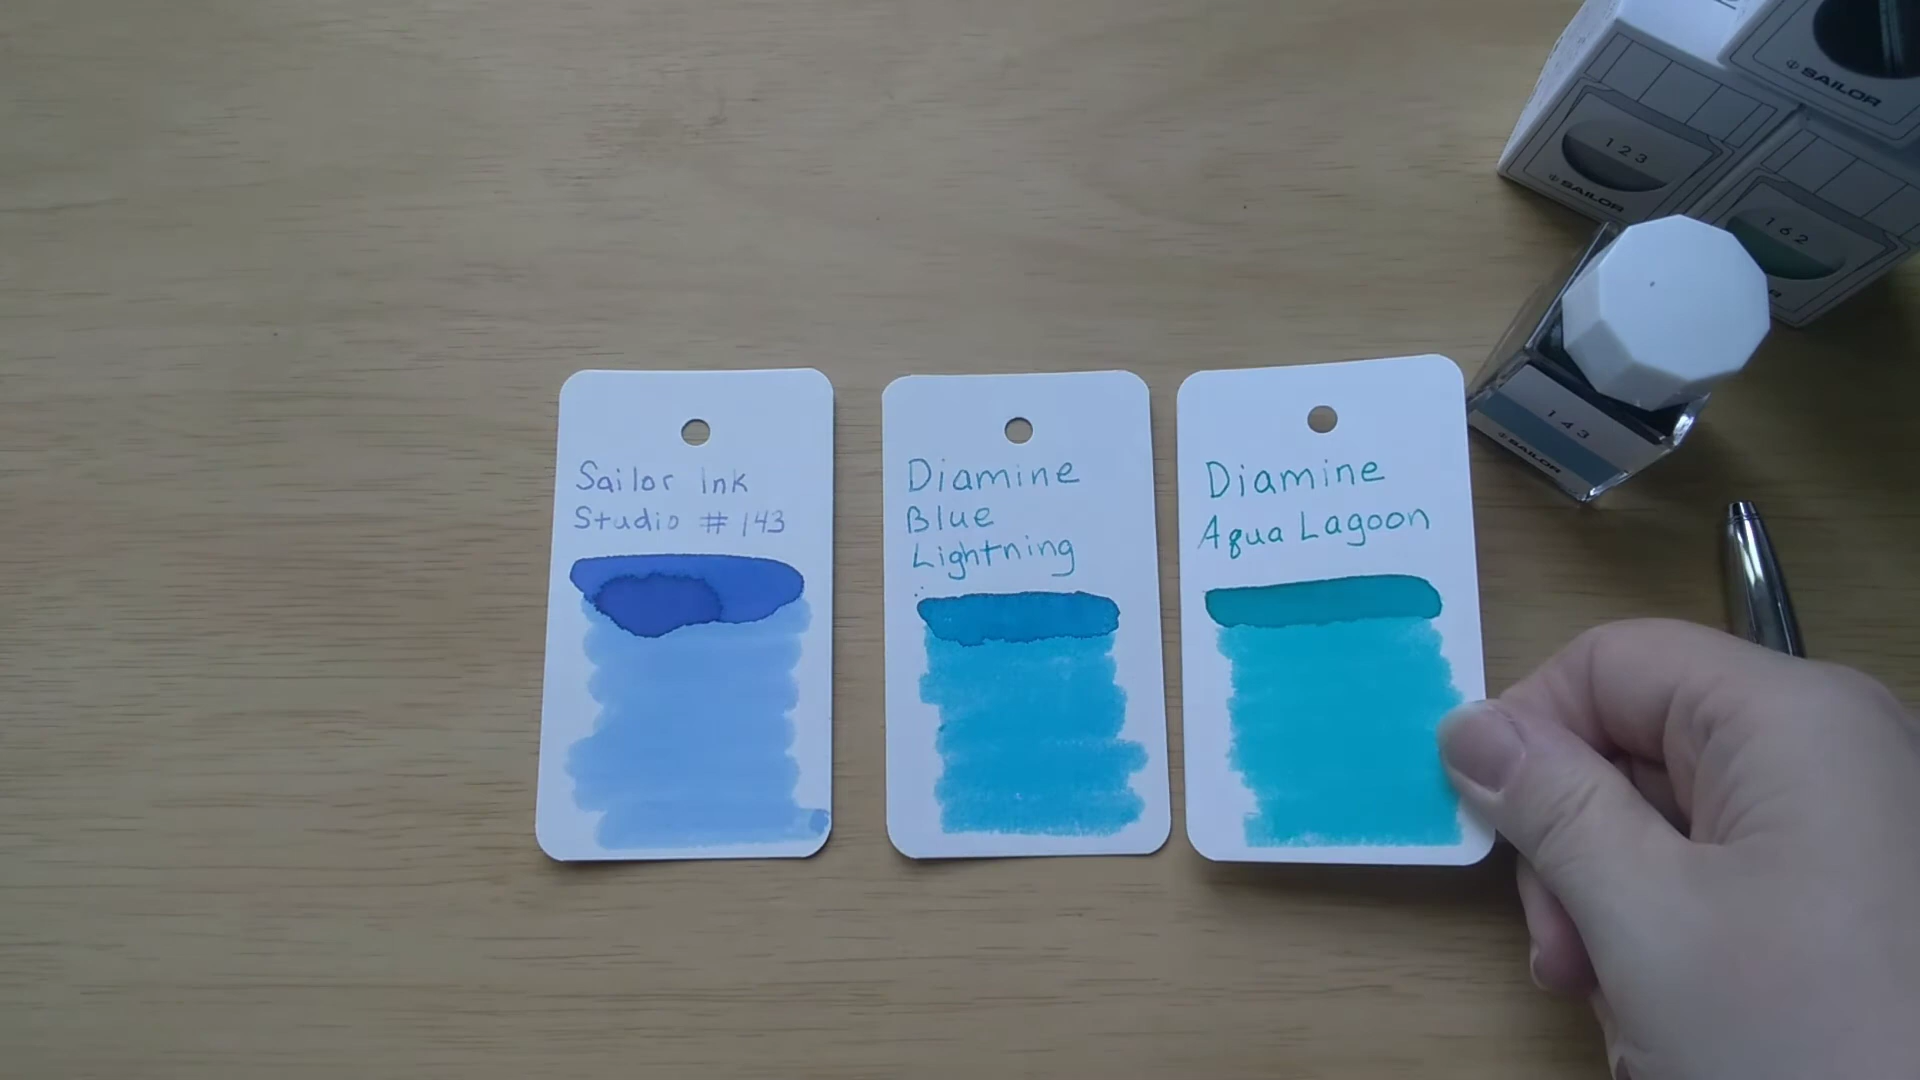 Sailor Ink
Studio # 143
Diamine
Blue
Lightning
Diamine
Aqua Lagoon
SAILOR
123
SAILOR
162
143
SAILOR